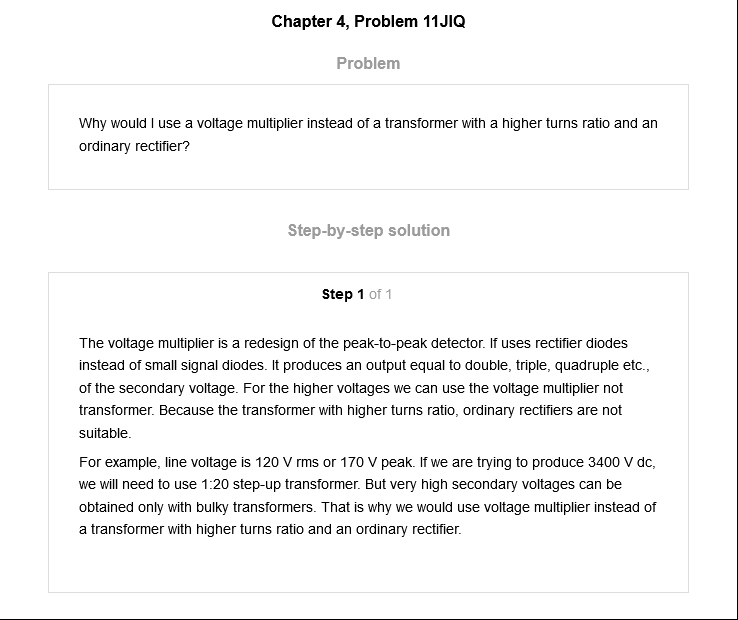 Chapter 4, Problem 11JIQ
Problem
Why would I use a voltage multiplier instead of a transformer with a higher turns ratio and an
ordinary rectifier?
Step-by-step solution
Step 1 of 1
The voltage multiplier is a redesign of the peak-to-peak detector. If uses rectifier diodes
instead of small signal diodes. It produces an output equal to double, triple, quadruple etc.,
of the secondary voltage. For the higher voltages we can use the voltage multiplier not
transformer. Because the transformer with higher turns ratio, ordinary rectifiers are not
suitable.
For example, line voltage is 120 V rms or 170 V peak. If we are trying to produce 3400 V dc,
we will need to use 1:20 step-up transformer. But very high secondary voltages can be
obtained only with bulky transformers. That is why we would use voltage multiplier instead of
a transformer with higher turns ratio and an ordinary rectifier.